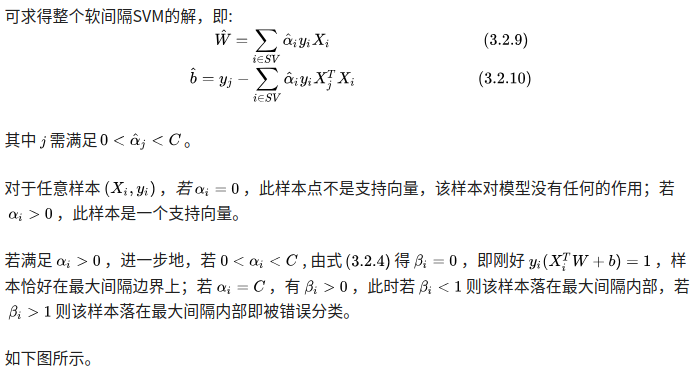 可求得整个软间隔SVM的解，即:
$\hat{W} = \sum_{i \in SV} \hat{\alpha}_i y_i X_i$ (3.2.9)
$\hat{b} = y_j - \sum_{i \in SV} \hat{\alpha}_i y_i X_j^T X_i$ (3.2.10)
其中 $j$ 需满足 $0 < \hat{\alpha}_j < C$ 。
对于任意样本 $(X_i, y_i)$ ，若 $\alpha_i = 0$ ，此样本点不是支持向量，该样本对模型没有任何的作用；若
$\alpha_i > 0$ ，此样本是一个支持向量。
若满足 $\alpha_i > 0$ ，进一步地，若 $0 < \alpha_i < C$ , 由式 (3.2.4) 得 $\beta_i = 0$ ，即刚好 $y_i(X_i^T W + b) = 1$ ，样
本恰好在最大间隔边界上；若 $\alpha_i = C$ ，有 $\beta_i > 0$ ，此时若 $\beta_i < 1$ 则该样本落在最大间隔内部，若
$\beta_i > 1$ 则该样本落在最大间隔内部即被错误分类。
如下图所示。